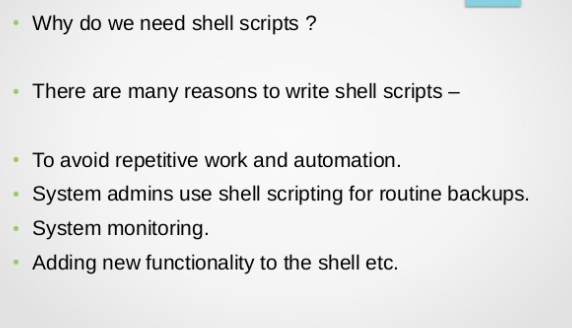 • Why do we need shell scripts ?
• There are many reasons to write shell scripts –
• To avoid repetitive work and automation.
• System admins use shell scripting for routine backups.
• System monitoring.
• Adding new functionality to the shell etc.